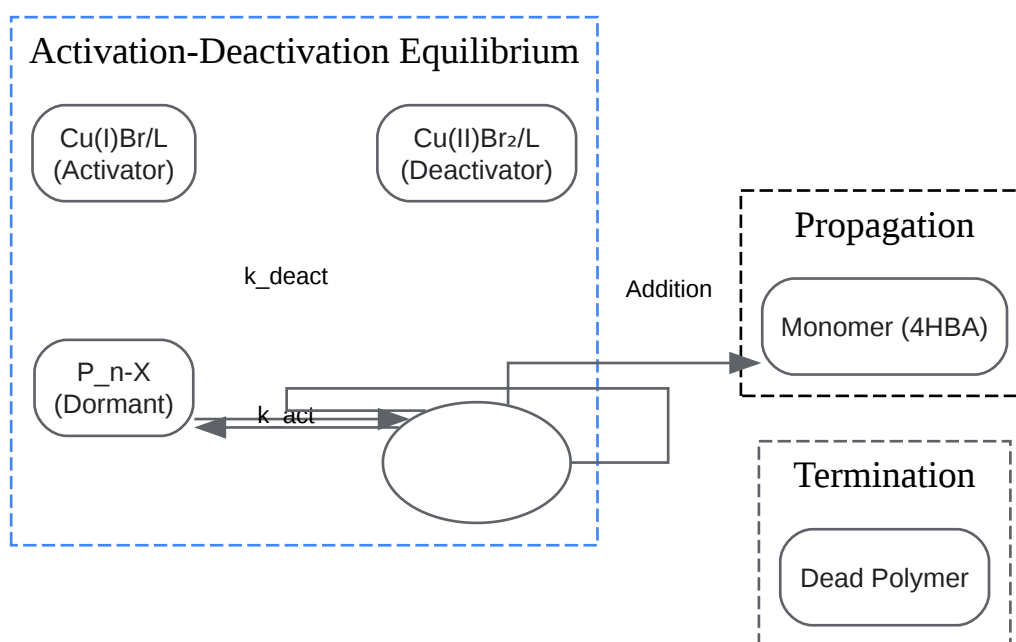 Activation-Deactivation Equilibrium
Cu(I)Br/L
(Activator)
Cu(II)Br₂/L
(Deactivator)
k_deact
P_n-X
(Dormant)
k_act
Addition
Propagation
Monomer (4HBA)
Termination
Dead Polymer